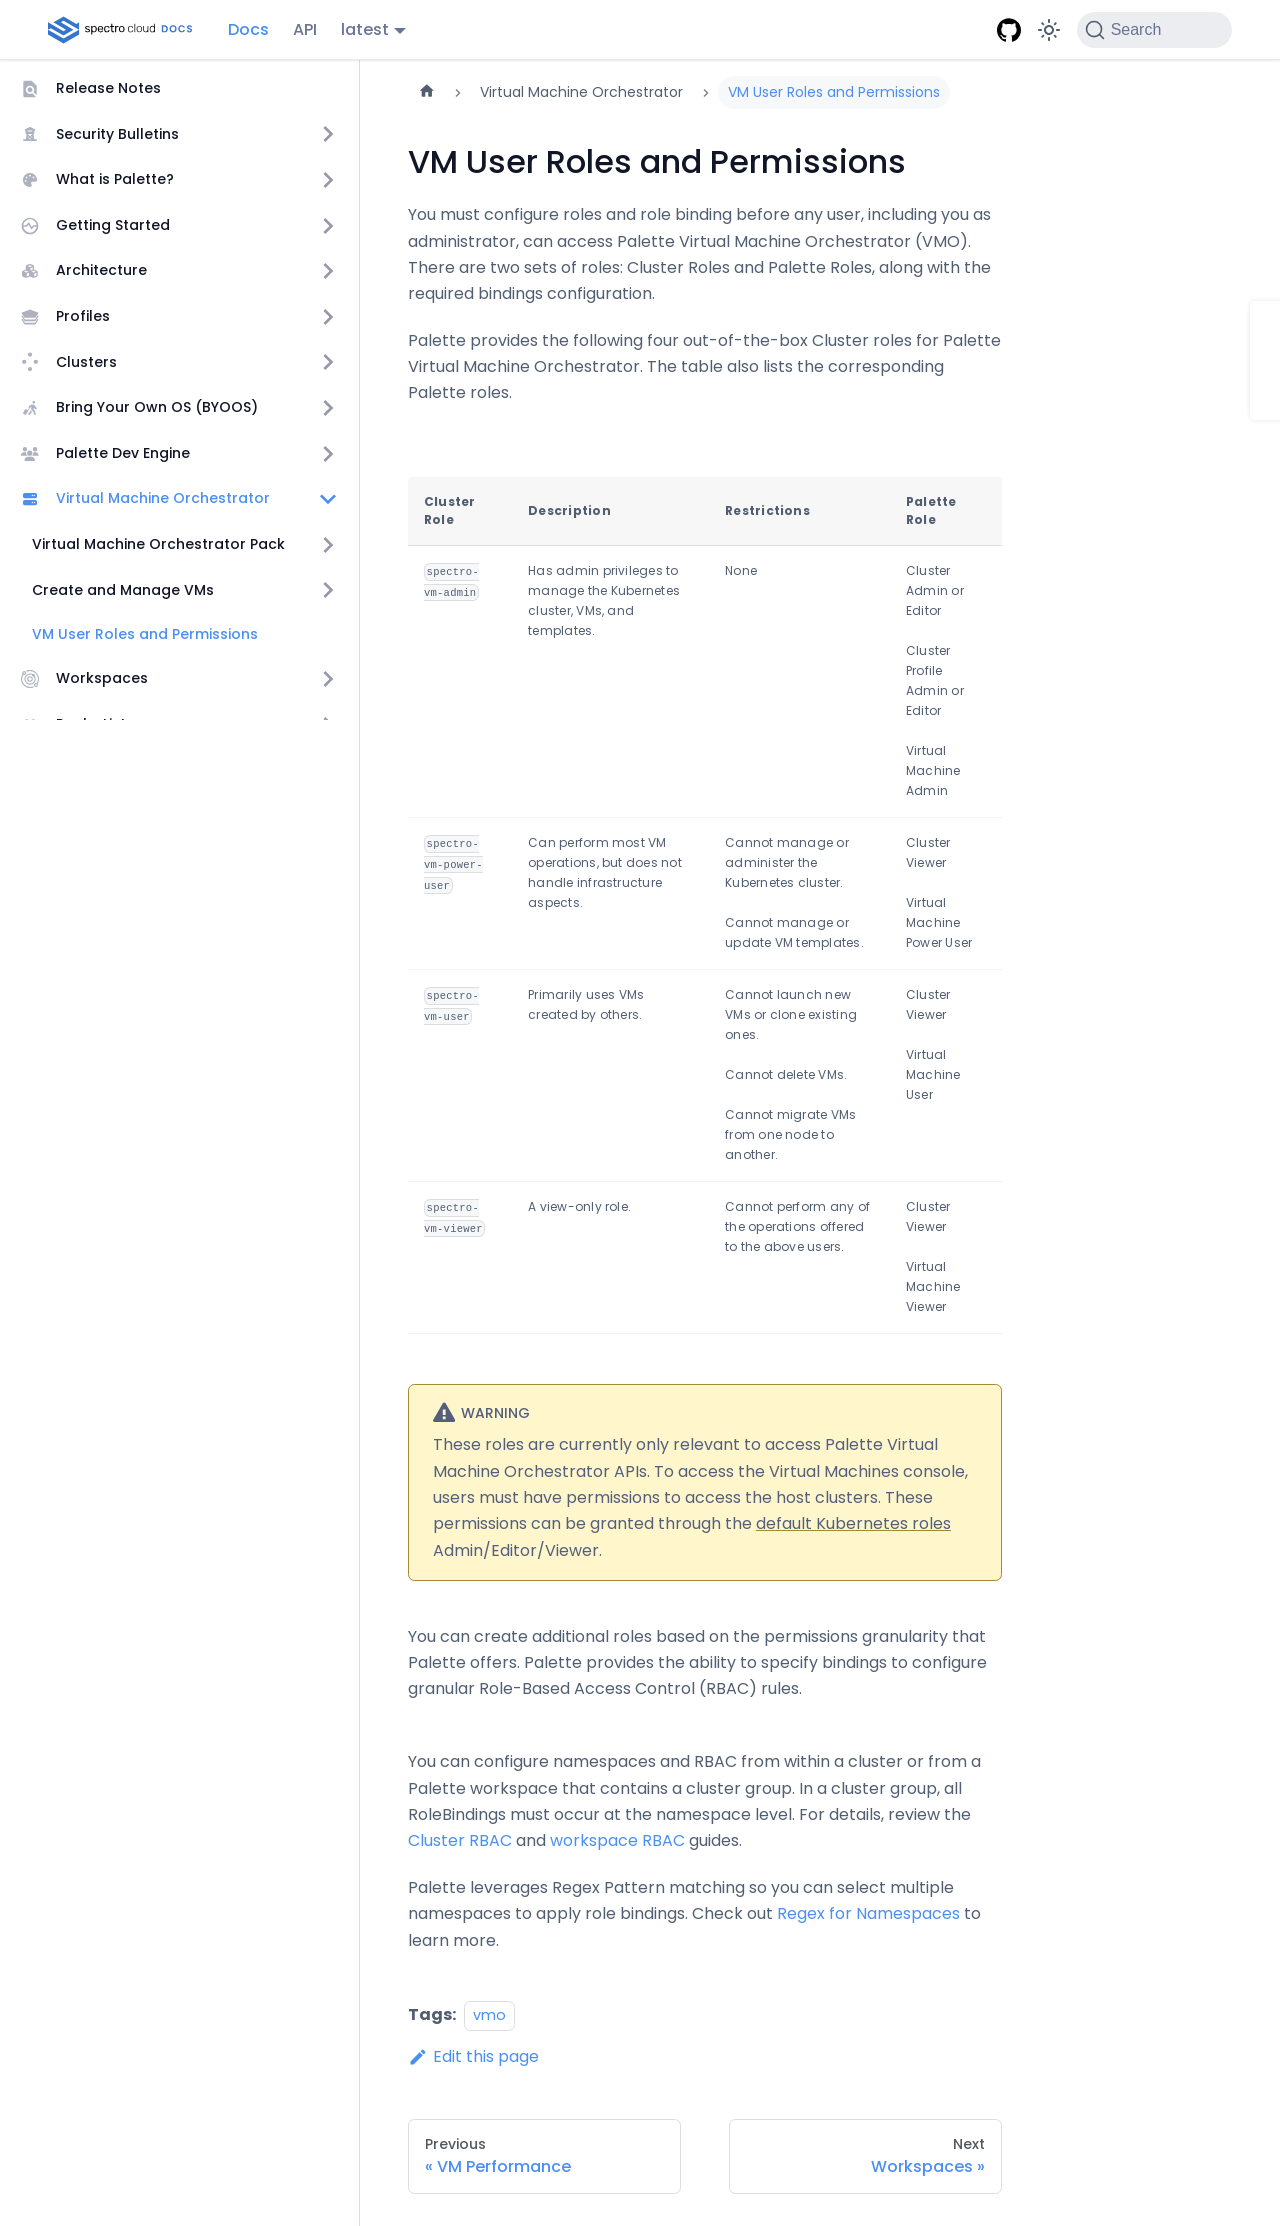 spectro cloud DOCS
Docs
API
latest
Search
Release Notes
Security Bulletins
What is Palette?
Getting Started
Architecture
Profiles
Clusters
Bring Your Own OS (BYOOS)
Palette Dev Engine
Virtual Machine Orchestrator
Virtual Machine Orchestrator Pack
Create and Manage VMs
VM User Roles and Permissions
Workspaces
Virtual Machine Orchestrator
VM User Roles and Permissions
VM User Roles and Permissions
You must configure roles and role binding before any user, including you as
administrator, can access Palette Virtual Machine Orchestrator (VMO).
There are two sets of roles: Cluster Roles and Palette Roles, along with the
required bindings configuration.
Palette provides the following four out-of-the-box Cluster roles for Palette
Virtual Machine Orchestrator. The table also lists the corresponding
Palette roles.
Cluster
Role
Description
Restrictions
Palette
Role
spectro-
vm-admin
Has admin privileges to
manage the Kubernetes
cluster, VMs, and
templates.
None
Cluster
Admin or
Editor
Cluster
Profile
Admin or
Editor
Virtual
Machine
Admin
spectro-
vm-power-
user
Can perform most VM
operations, but does not
handle infrastructure
aspects.
Cannot manage or
administer the
Kubernetes cluster.
Cannot manage or
update VM templates.
Cluster
Viewer
Virtual
Machine
Power User
spectro-
vm-user
Primarily uses VMs
created by others.
Cannot launch new
VMs or clone existing
ones.
Cannot delete VMs.
Cannot migrate VMs
from one node to
another.
Cluster
Viewer
Virtual
Machine
User
spectro-
vm-viewer
A view-only role.
Cannot perform any of
the operations offered
to the above users.
Cluster
Viewer
Virtual
Machine
Viewer
WARNING
These roles are currently only relevant to access Palette Virtual
Machine Orchestrator APIs. To access the Virtual Machines console,
users must have permissions to access the host clusters. These
permissions can be granted through the default Kubernetes roles
Admin/Editor/Viewer.
You can create additional roles based on the permissions granularity that
Palette offers. Palette provides the ability to specify bindings to configure
granular Role-Based Access Control (RBAC) rules.
You can configure namespaces and RBAC from within a cluster or from a
Palette workspace that contains a cluster group. In a cluster group, all
RoleBindings must occur at the namespace level. For details, review the
Cluster RBAC and workspace RBAC guides.
Palette leverages Regex Pattern matching so you can select multiple
namespaces to apply role bindings. Check out Regex for Namespaces to
learn more.
Tags: vmo
Edit this page
Previous
« VM Performance
Next
Workspaces »